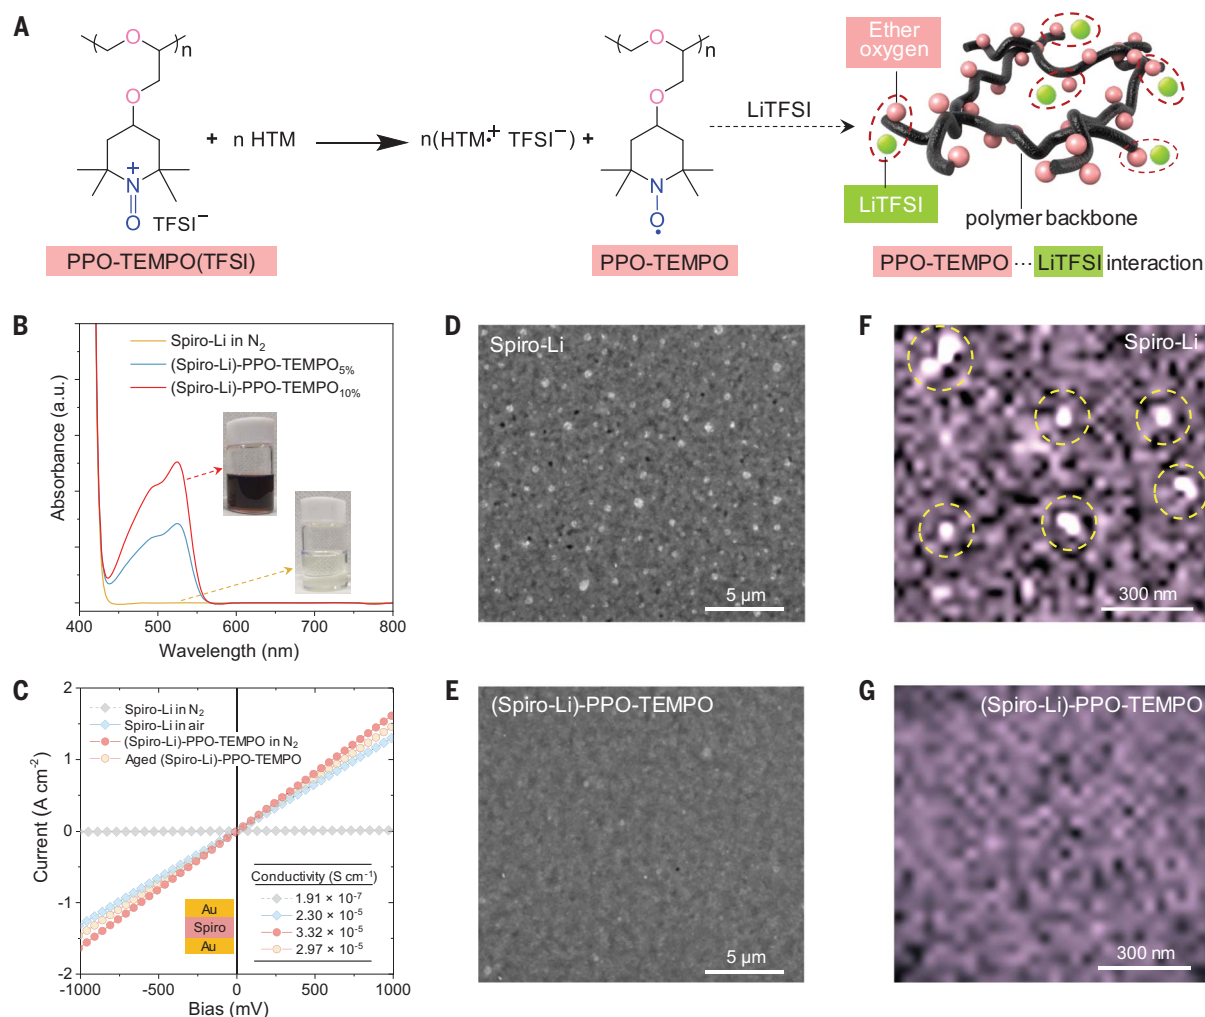 A
O
n
O
N
+
O
TFSI⁻
+ n HTM
n(HTM•⁺ TFSI⁻) +
O
n
O
N
O•
LiTFSI
Ether
oxygen
LiTFSI
polymer backbone
PPO-TEMPO(TFSI)
PPO-TEMPO
PPO-TEMPO ··· LiTFSI interaction
B
Absorbance (a.u.)
Spiro-Li in N₂
(Spiro-Li)-PPO-TEMPO₅%
(Spiro-Li)-PPO-TEMPO₁₀%
400 500 600 700 800
Wavelength (nm)
C
Current (A cm⁻²)
2
1
0
-1
-2
Spiro-Li in N₂
Spiro-Li in air
(Spiro-Li)-PPO-TEMPO in N₂
Aged (Spiro-Li)-PPO-TEMPO
Conductivity (S cm⁻¹)
1.91 × 10⁻⁷
2.30 × 10⁻⁵
3.32 × 10⁻⁵
2.97 × 10⁻⁵
Au
Spiro
Au
-1000 -500 0 500 1000
Bias (mV)
D
Spiro-Li
5 µm
E
(Spiro-Li)-PPO-TEMPO
5 µm
F
Spiro-Li
300 nm
G
(Spiro-Li)-PPO-TEMPO
300 nm